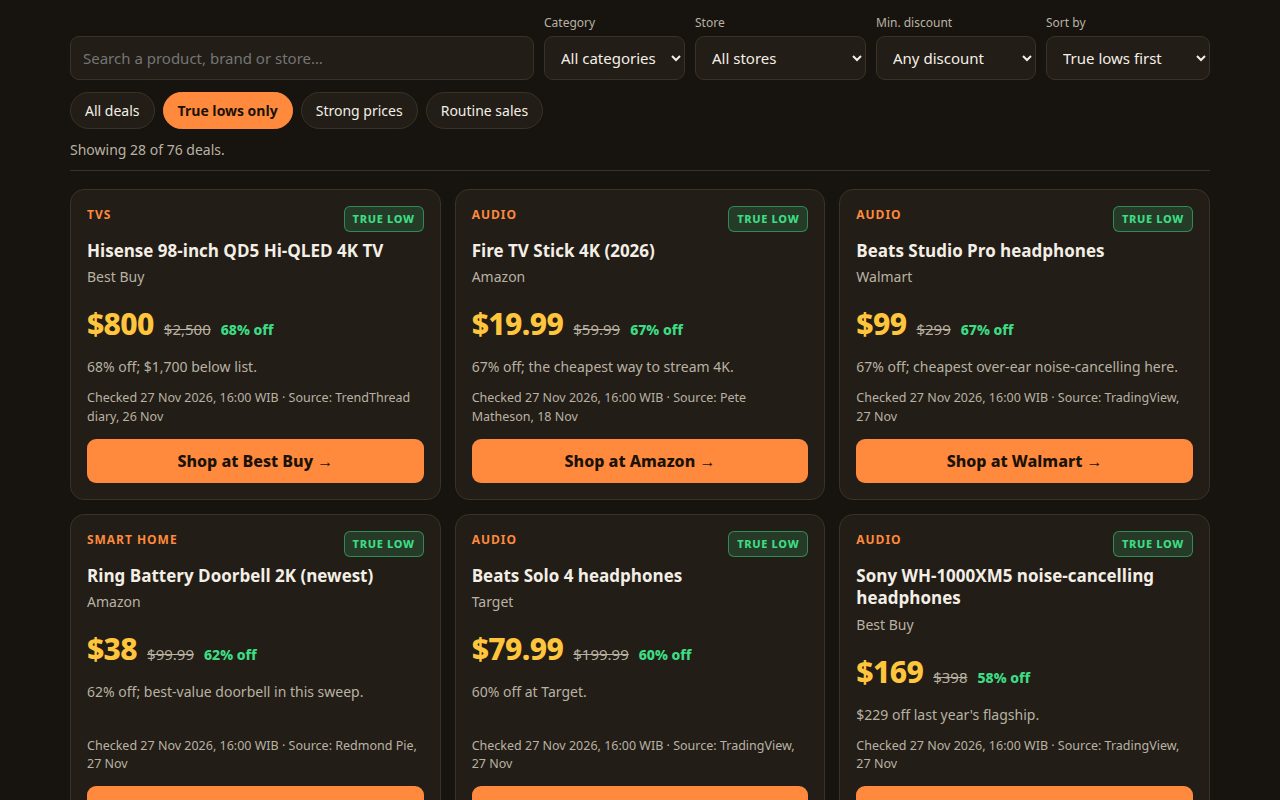 Category
Store
Min. discount
Sort by
Search a product, brand or store...
All categories
All stores
Any discount
True lows first
All deals
True lows only
Strong prices
Routine sales
Showing 28 of 76 deals.
TVS
TRUE LOW
Hisense 98-inch QD5 Hi-QLED 4K TV
Best Buy
$800 $2,500 68% off
68% off; $1,700 below list.
Checked 27 Nov 2026, 16:00 WIB · Source: TrendThread
diary, 26 Nov
Shop at Best Buy →
AUDIO
TRUE LOW
Fire TV Stick 4K (2026)
Amazon
$19.99 $59.99 67% off
67% off; the cheapest way to stream 4K.
Checked 27 Nov 2026, 16:00 WIB · Source: Pete
Matheson, 18 Nov
Shop at Amazon →
AUDIO
TRUE LOW
Beats Studio Pro headphones
Walmart
$99 $299 67% off
67% off; cheapest over-ear noise-cancelling here.
Checked 27 Nov 2026, 16:00 WIB · Source: TradingView,
27 Nov
Shop at Walmart →
SMART HOME
TRUE LOW
Ring Battery Doorbell 2K (newest)
Amazon
$38 $99.99 62% off
62% off; best-value doorbell in this sweep.
Checked 27 Nov 2026, 16:00 WIB · Source: Redmond Pie,
27 Nov
AUDIO
TRUE LOW
Beats Solo 4 headphones
Target
$79.99 $199.99 60% off
60% off at Target.
Checked 27 Nov 2026, 16:00 WIB · Source: TradingView,
27 Nov
AUDIO
TRUE LOW
Sony WH-1000XM5 noise-cancelling
headphones
Best Buy
$169 $398 58% off
$229 off last year's flagship.
Checked 27 Nov 2026, 16:00 WIB · Source: TradingView,
27 Nov